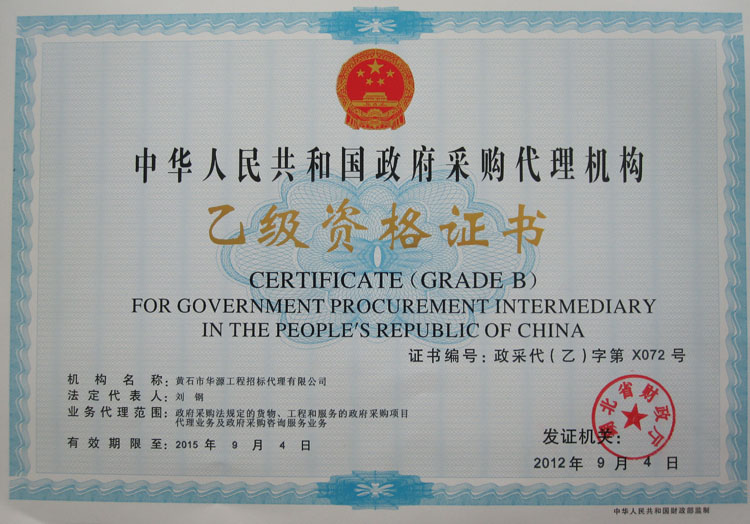 中华人民共和国政府采购代理机构
乙级资格证书
CERTIFICATE (GRADE B)
FOR GOVERNMENT PROCUREMENT INTERMEDIARY
IN THE PEOPLE'S REPUBLIC OF CHINA
证书编号：政采代(乙)字第 X072 号
机构名称：黄石市华源工程招标代理有限公司
法定代表人：刘 钢
业务代理范围：政府采购法规定的货物、工程和服务的政府采购项目
代理业务及政府采购咨询服务业务
有效期限至：2015 年 9 月 4 日
湖北省财政厅
发证机关：
2012 年 9 月 4 日
中华人民共和国财政部监制